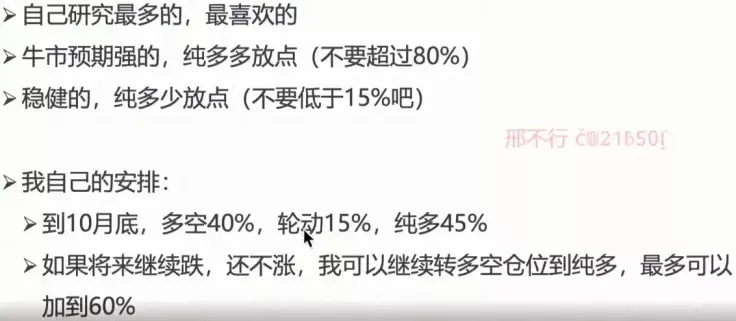 ➢自己研究最多的，最喜欢的
➢牛市预期强的，纯多多放点（不要超过80%）
➢稳健的，纯多少放点（不要低于15%吧）
邢不行
➢我自己的安排：
➢到10月底，多空40%，轮动15%，纯多45%
➢如果将来继续跌，还不涨，我可以继续转多空仓位到纯多，最多可以
加到60%